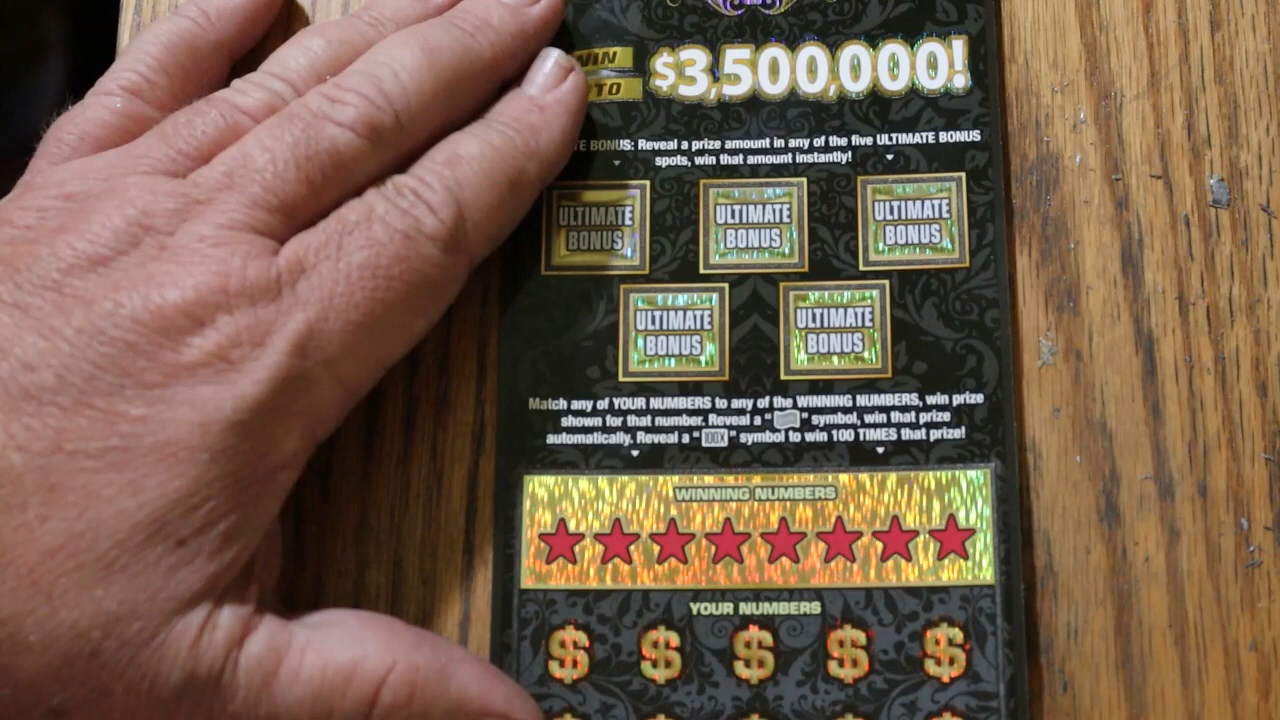 WIN
TO
$3,500,000!
BONUS: Reveal a prize amount in any of the five ULTIMATE BONUS
spots, win that amount instantly!
ULTIMATE BONUS
ULTIMATE BONUS
ULTIMATE BONUS
ULTIMATE BONUS
ULTIMATE BONUS
Match any of YOUR NUMBERS to any of the WINNING NUMBERS, win prize
shown for that number. Reveal a " " symbol, win that prize
automatically. Reveal a "100X" symbol to win 100 TIMES that prize!
WINNING NUMBERS
YOUR NUMBERS
$ $ $ $ $